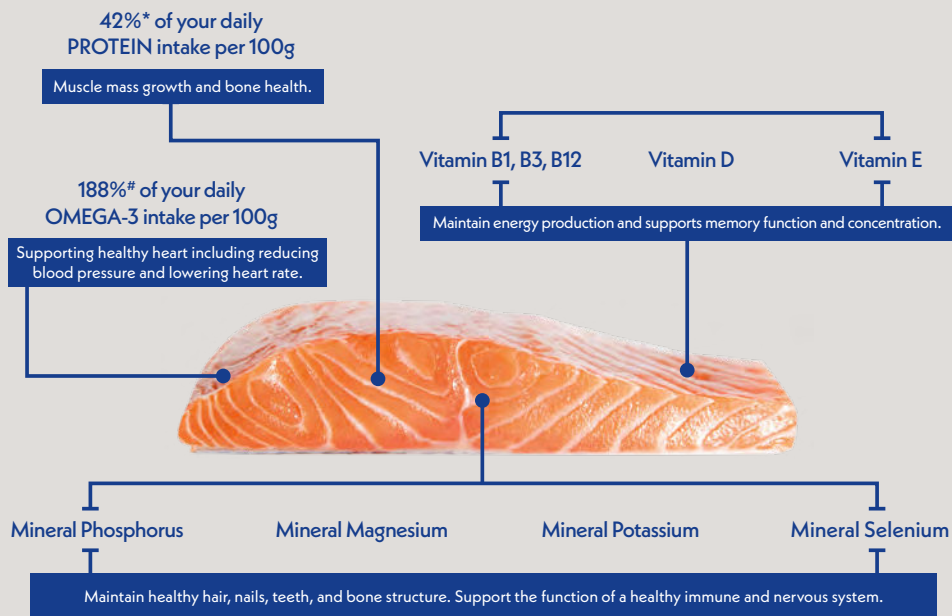 42%* of your daily
PROTEIN intake per 100g
Muscle mass growth and bone health.
188%# of your daily
OMEGA-3 intake per 100g
Supporting healthy heart including reducing
blood pressure and lowering heart rate.
Vitamin B1, B3, B12
Vitamin D
Vitamin E
Maintain energy production and supports memory function and concentration.
Mineral Phosphorus
Mineral Magnesium
Mineral Potassium
Mineral Selenium
Maintain healthy hair, nails, teeth, and bone structure. Support the function of a healthy immune and nervous system.